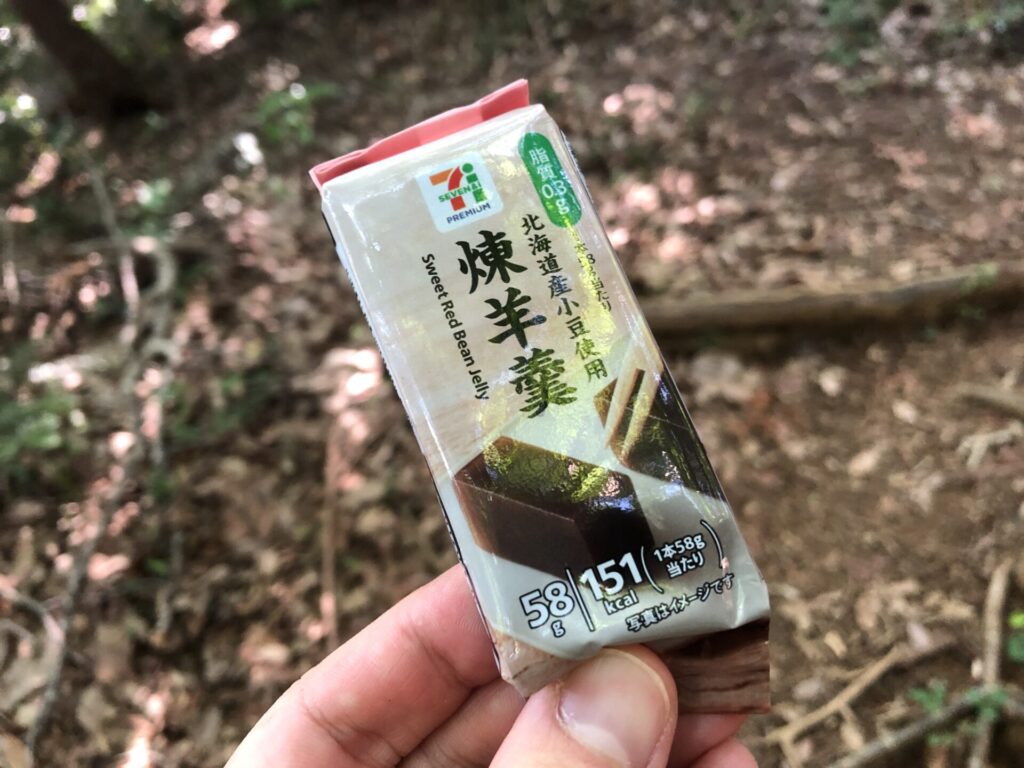 7i
SEVEN&i
PREMIUM
脂質
0.3g
北海道産小豆使用
煉羊羹
Sweet Red Bean Jelly
58g
151kcal
1本58g
当たり
写真はイメージです